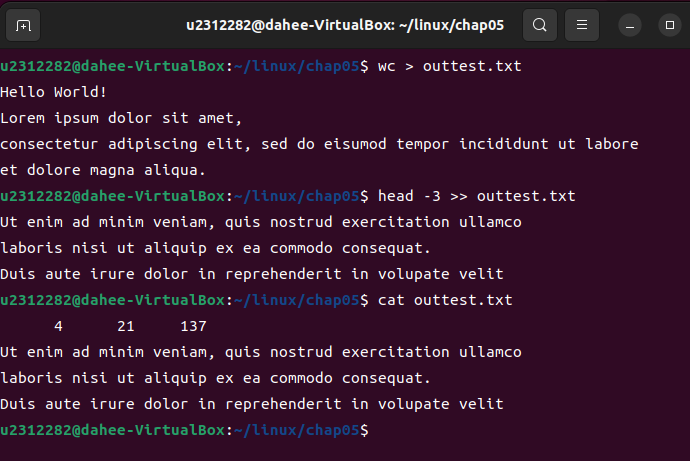 u2312282@dahee-VirtualBox: ~/linux/chap05
u2312282@dahee-VirtualBox:~/linux/chap05$ wc > outtest.txt
Hello World!
Lorem ipsum dolor sit amet,
consectetur adipiscing elit, sed do eisumod tempor incididunt ut labore
et dolore magna aliqua.
u2312282@dahee-VirtualBox:~/linux/chap05$ head -3 >> outtest.txt
Ut enim ad minim veniam, quis nostrud exercitation ullamco
laboris nisi ut aliquip ex ea commodo consequat.
Duis aute irure dolor in reprehenderit in volupate velit
u2312282@dahee-VirtualBox:~/linux/chap05$ cat outtest.txt
      4      21     137
Ut enim ad minim veniam, quis nostrud exercitation ullamco
laboris nisi ut aliquip ex ea commodo consequat.
Duis aute irure dolor in reprehenderit in volupate velit
u2312282@dahee-VirtualBox:~/linux/chap05$